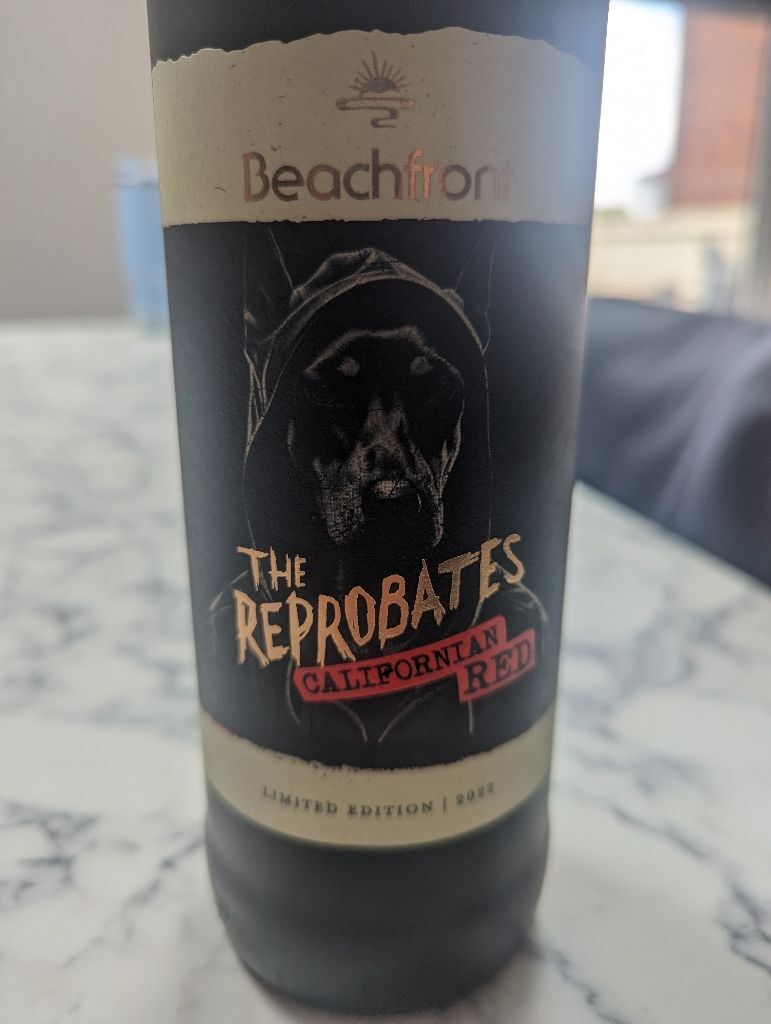 Beachfront
THE
REPROBATES
CALIFORNIAN
RED
LIMITED EDITION | 2022